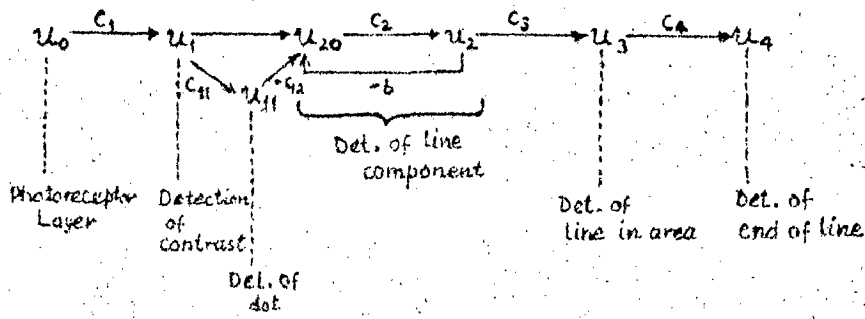 C1 C2 C3 C4
u0 u1 u20 u2 u3 u4
C11 u11 -C12 -b
Det. of line
component
Photoreceptor
Layer
Detection
of
contrast
Det. of
dot
Det. of
line in area
Det. of
end of line